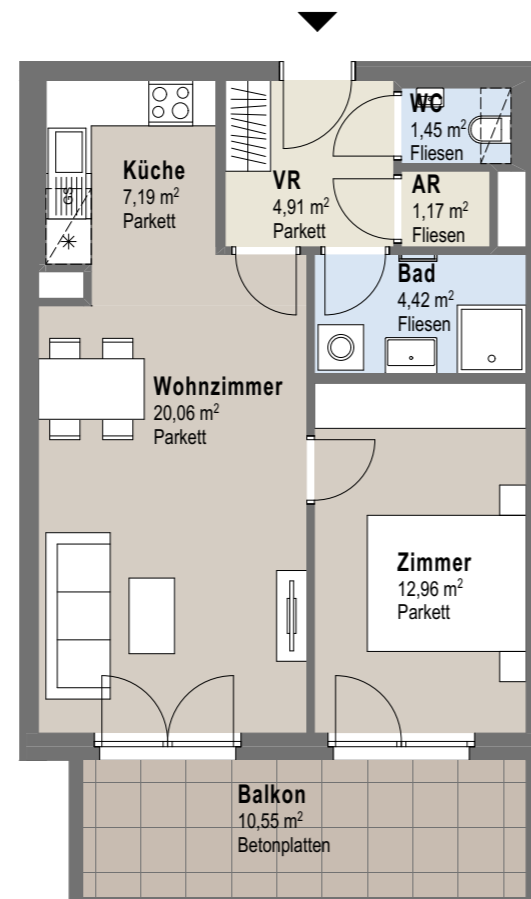 WC
1,45 m²
Fliesen
Küche
7,19 m²
Parkett
VR
4,91 m²
Parkett
AR
1,17 m²
Fliesen
GS
Bad
4,42 m²
Fliesen
Wohnzimmer
20,06 m²
Parkett
Zimmer
12,96 m²
Parkett
Balkon
10,55 m²
Betonplatten